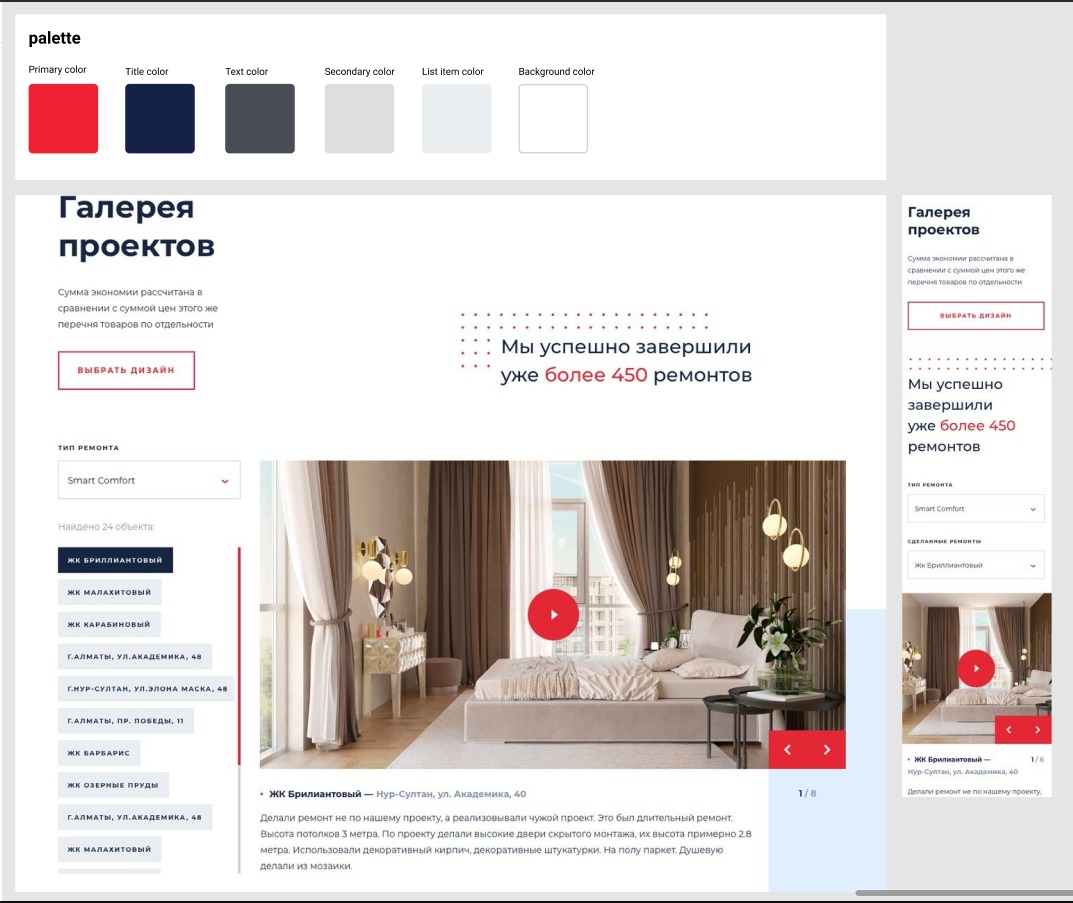 palette
Primary color
Title color
Text color
Secondary color
List item color
Background color
Галерея
проектов
Сумма экономии рассчитана в
сравнении с суммой цен этого же
перечня товаров по отдельности
ВЫБРАТЬ ДИЗАЙН
Мы успешно завершили
уже более 450 ремонтов
ТИП РЕМОНТА
Smart Comfort
Найдено 24 объекта:
ЖК БРИЛЛИАНТОВЫЙ
ЖК МАЛАХИТОВЫЙ
ЖК КАРАБИНОВЫЙ
Г.АЛМАТЫ, УЛ.АКАДЕМИКА, 48
Г.НУР-СУЛТАН, УЛ.ЭЛОНА МАСКА, 48
Г.АЛМАТЫ, ПР. ПОБЕДЫ, 11
ЖК БАРБАРИС
ЖК ОЗЕРНЫЕ ПРУДЫ
Г.АЛМАТЫ, УЛ.АКАДЕМИКА, 48
ЖК МАЛАХИТОВЫЙ
ЖК Брилиантовый — Нур-Султан, ул. Академика, 40
1 / 8
Делали ремонт не по нашему проекту, а реализовывали чужой проект. Это был длительный ремонт.
Высота потолков 3 метра. По проекту делали высокие двери скрытого монтажа, их высота примерно 2.8
метра. Использовали декоративный кирпич, декоративные штукатурки. На полу паркет. Душевую
делали из мозаики.
Галерея
проектов
Сумма экономии рассчитана в
сравнении с суммой цен этого же
перечня товаров по отдельности
ВЫБРАТЬ ДИЗАЙН
Мы успешно
завершили
уже более 450
ремонтов
ТИП РЕМОНТА
Smart Comfort
СДЕЛАННЫЕ РЕМОНТЫ
Жк Бриллиантовый
ЖК Брилиантовый —
1 / 6
Нур-Султан, ул. Академика, 40
Делали ремонт не по нашему проекту,